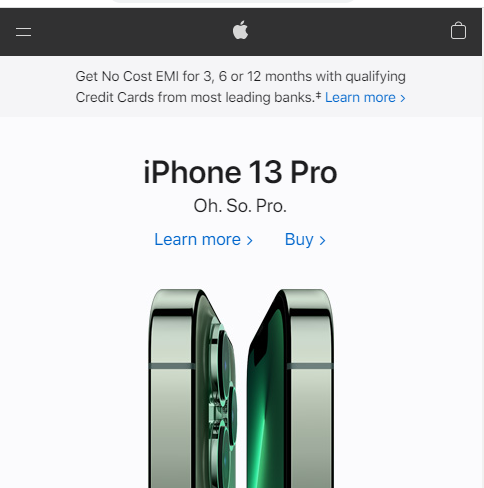 Get No Cost EMI for 3, 6 or 12 months with qualifying
Credit Cards from most leading banks.‡ Learn more >
iPhone 13 Pro
Oh. So. Pro.
Learn more > Buy >